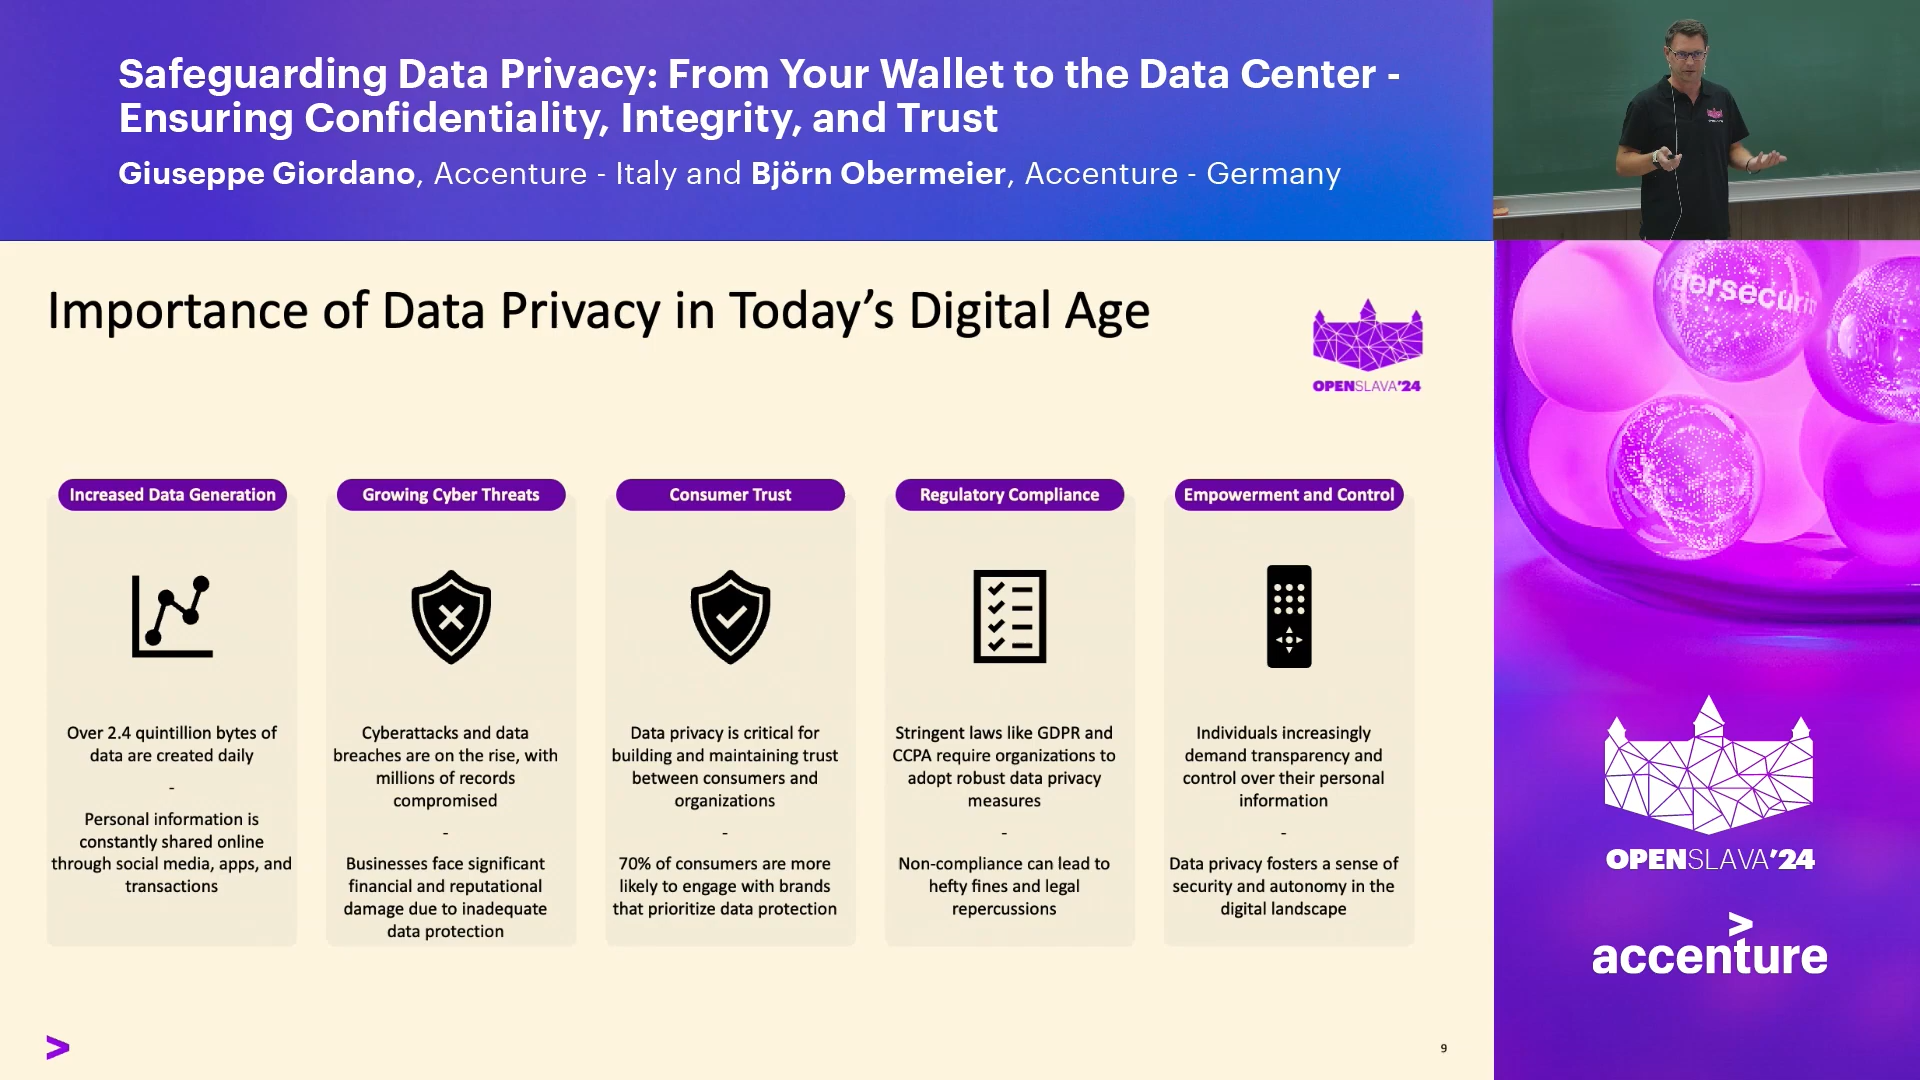 Safeguarding Data Privacy: From Your Wallet to the Data Center -
Ensuring Confidentiality, Integrity, and Trust
Giuseppe Giordano, Accenture - Italy and Björn Obermeier, Accenture - Germany
Importance of Data Privacy in Today’s Digital Age
OPENSLAVA’24
Increased Data Generation
Over 2.4 quintillion bytes of
data are created daily
-
Personal information is
constantly shared online
through social media, apps, and
transactions
Growing Cyber Threats
Cyberattacks and data
breaches are on the rise, with
millions of records
compromised
-
Businesses face significant
financial and reputational
damage due to inadequate
data protection
Consumer Trust
Data privacy is critical for
building and maintaining trust
between consumers and
organizations
-
70% of consumers are more
likely to engage with brands
that prioritize data protection
Regulatory Compliance
Stringent laws like GDPR and
CCPA require organizations to
adopt robust data privacy
measures
-
Non-compliance can lead to
hefty fines and legal
repercussions
Empowerment and Control
Individuals increasingly
demand transparency and
control over their personal
information
-
Data privacy fosters a sense of
security and autonomy in the
digital landscape
>
9
OPENSLAVA’24
accenture